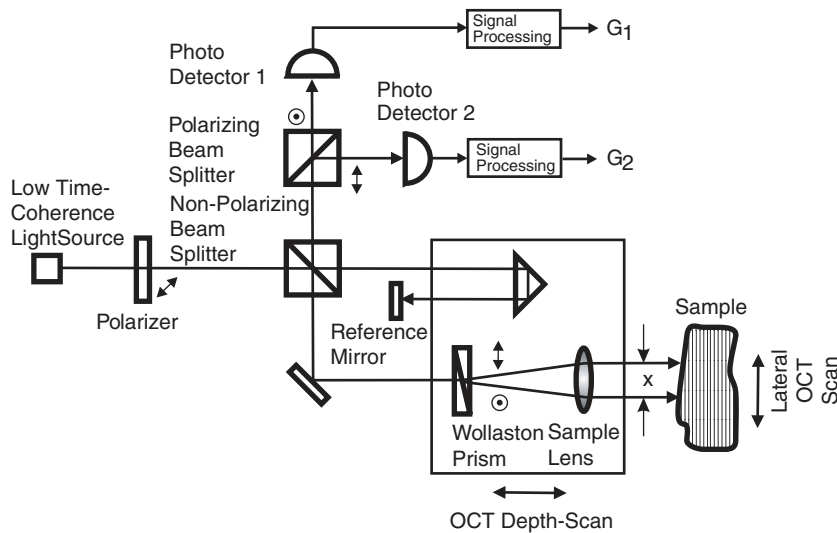 Signal
Processing
G1
Photo
Detector 1
Photo
Detector 2
Polarizing
Beam
Splitter
Signal
Processing
G2
Low Time-
Coherence
LightSource
Non-Polarizing
Beam
Splitter
Polarizer
Reference
Mirror
Sample
x
Lateral
OCT
Scan
Wollaston
Prism
Sample
Lens
OCT Depth-Scan